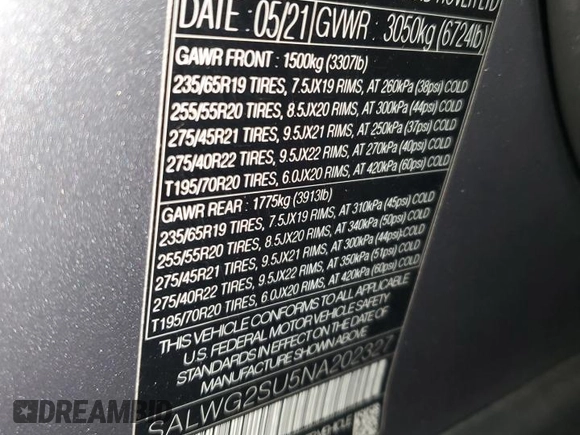 ROVER LTD
DATE: 05/21 GVWR : 3050kg (6724lb)
GAWR FRONT : 1500kg (3307lb)
235/65R19 TIRES, 7.5JX19 RIMS, AT 260kPa (38psi) COLD
255/55R20 TIRES, 8.5JX20 RIMS, AT 300kPa (44psi) COLD
275/45R21 TIRES, 9.5JX21 RIMS, AT 250kPa (37psi) COLD
275/40R22 TIRES, 9.5JX22 RIMS, AT 270kPa (40psi) COLD
T195/70R20 TIRES, 6.0JX20 RIMS, AT 420kPa (60psi) COLD
GAWR REAR : 1775kg (3913lb)
235/65R19 TIRES, 7.5JX19 RIMS, AT 310kPa (45psi) COLD
255/55R20 TIRES, 8.5JX20 RIMS, AT 340kPa (50psi) COLD
275/45R21 TIRES, 9.5JX21 RIMS, AT 300kPa (44psi) COLD
275/40R22 TIRES, 9.5JX22 RIMS, AT 350kPa (51psi) COLD
T195/70R20 TIRES, 6.0JX20 RIMS, AT 420kPa (60psi) COLD
THIS VEHICLE CONFORMS TO ALL APPLICABLE
U.S. FEDERAL MOTOR VEHICLE SAFETY
STANDARDS IN EFFECT ON THE DATE OF
MANUFACTURE SHOWN ABOVE.
SALWG2SU5NA202327
DREAMBID